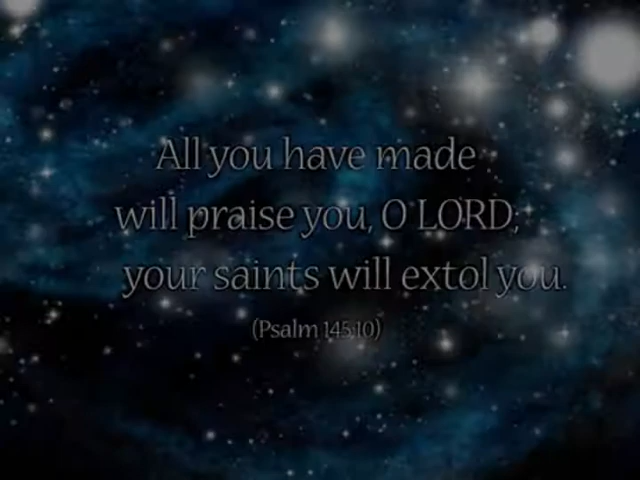 All you have made
will praise you, O LORD;
your saints will extol you.
(Psalm 145:10)